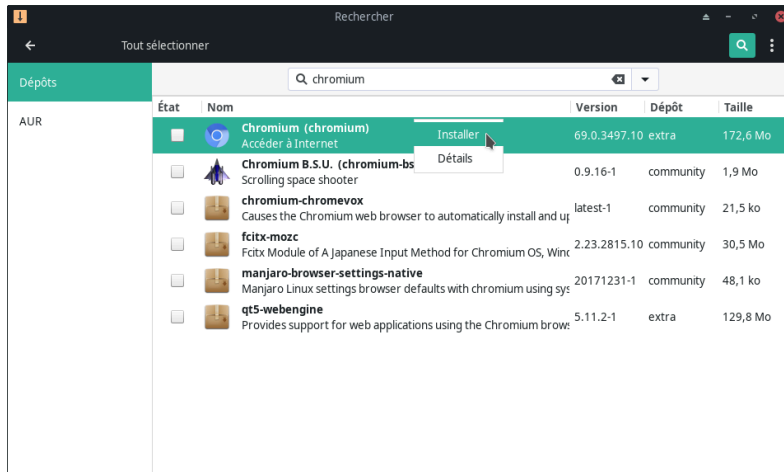 Rechercher
Tout sélectionner
Dépôts
AUR
chromium
État Nom Version Dépôt Taille
Chromium (chromium) 69.0.3497.10 extra 172,6 Mo
Accéder à Internet
Installer
Détails
Chromium B.S.U. (chromium-bs 0.9.16-1 community 1,9 Mo
Scrolling space shooter
chromium-chromevox latest-1 community 21,5 ko
Causes the Chromium web browser to automatically install and up
fcitx-mozc 2.23.2815.10 community 30,5 Mo
Fcitx Module of A Japanese Input Method for Chromium OS, Winc
manjaro-browser-settings-native 20171231-1 community 48,1 ko
Manjaro Linux settings browser defaults with chromium using sys
qt5-webengine 5.11.2-1 extra 129,8 Mo
Provides support for web applications using the Chromium brows